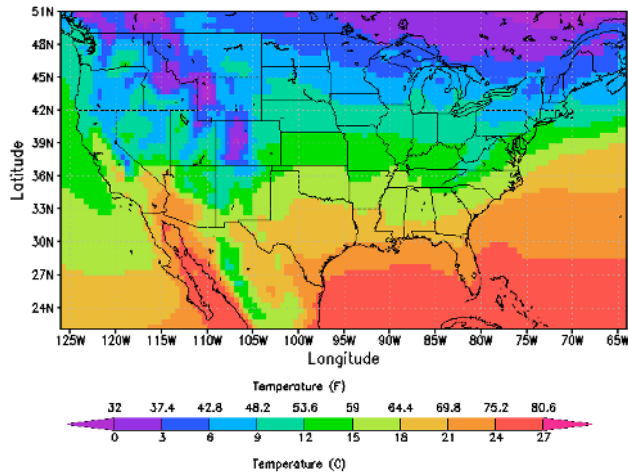 51N
48N
45N
42N
39N
36N
33N
30N
27N
24N
Latitude
125W 120W 115W 110W 105W 100W 95W 90W 85W 80W 75W 70W 65W
Longitude
Temperature (F)
32 37.4 42.8 48.2 53.6 59 64.4 69.8 75.2 80.6
0 3 6 9 12 15 18 21 24 27
Temperature (C)